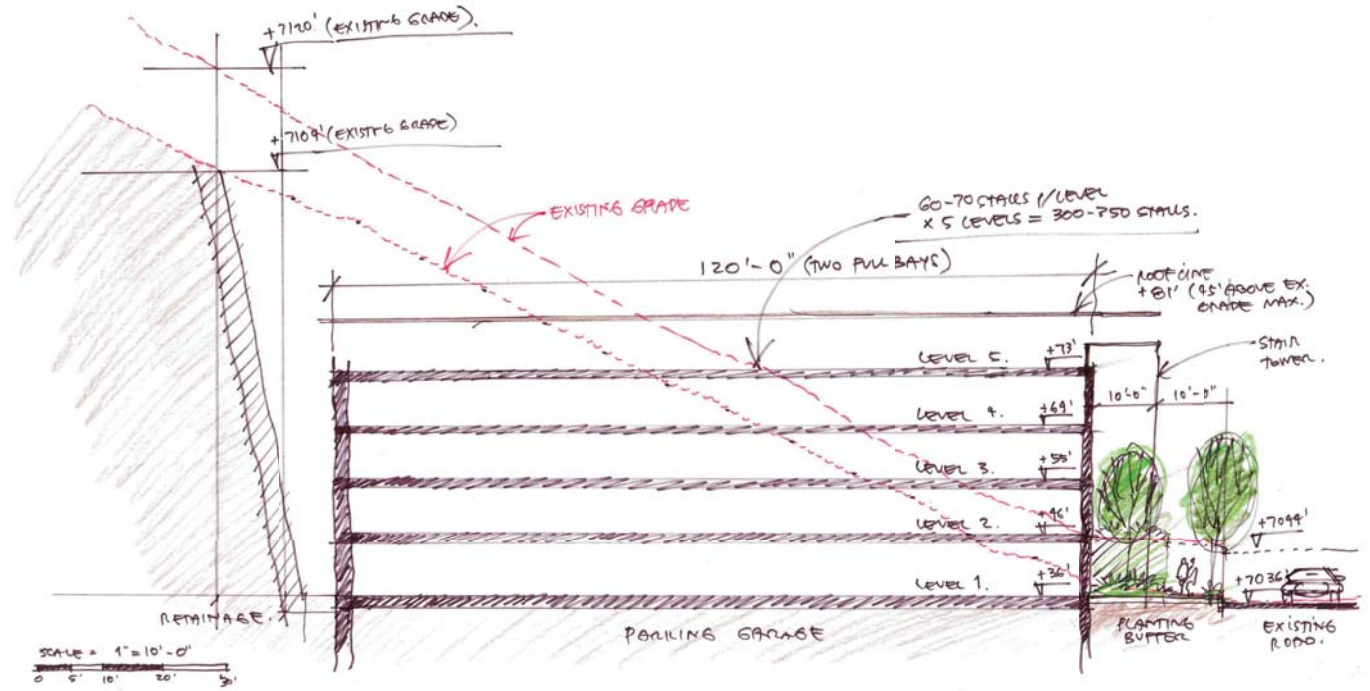 +7120' (EXISTING GRADE).
+7104' (EXISTING GRADE)
EXISTING GRADE
60-70 STALLS / LEVEL
x 5 LEVELS = 300-350 STALLS.
120'-0" (TWO FULL BAYS)
ROOF LINE
+81' (45' ABOVE EX.
GRADE MAX.)
STAIR
TOWER.
LEVEL 5.
+73'
10'-0"
10'-0"
LEVEL 4.
+64'
LEVEL 3.
+55'
LEVEL 2.
+46'
+7044'
LEVEL 1.
+36'
+7036'
RETAINAGE.
PARKING GARAGE
PLANTING
BUFFER
EXISTING
ROAD.
SCALE = 1"=10'-0"
0 5' 10' 20' 30'